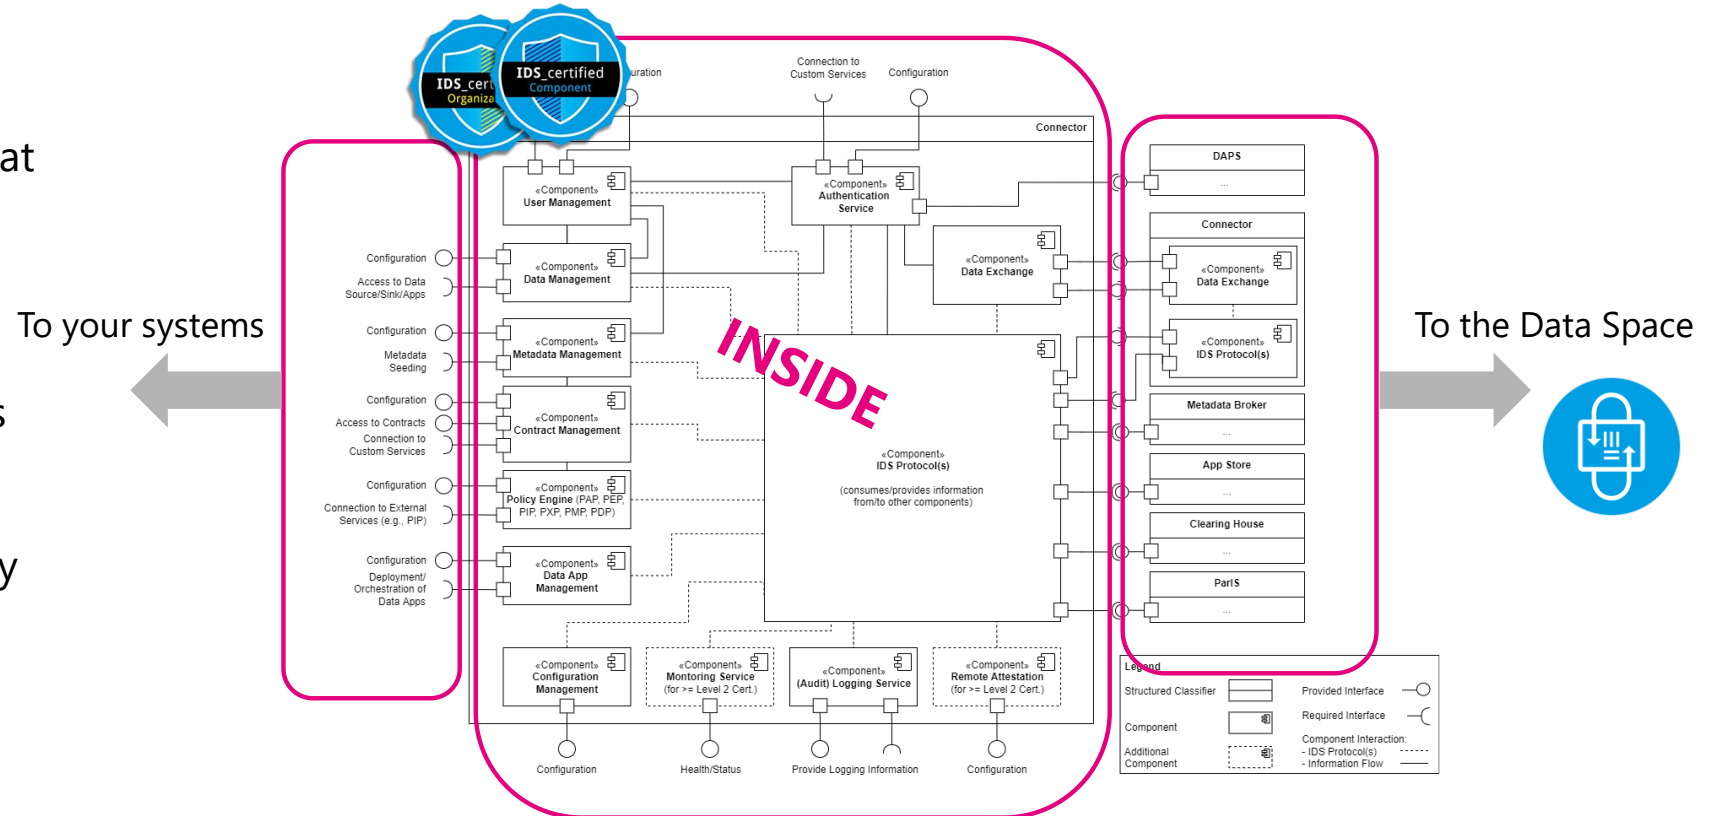 at
s
y
To your systems
To the Data Space
IDS_cert
Organiza
IDS_certified
Component
uration
Connection to
Custom Services
Configuration
Connector
«Component»
User Management
«Component»
Authentication
Service
Configuration
Access to Data
Source/Sink/Apps
«Component»
Data Management
«Component»
Data Exchange
Configuration
Metadata
Seeding
«Component»
Metadata Management
INSIDE
Configuration
Access to Contracts
Connection to
Custom Services
«Component»
Contract Management
Configuration
Connection to External
Services (e.g., PIP)
«Component»
Policy Engine (PAP, PEP,
PIP, PXP, PMP, PDP)
«Component»
IDS Protocol(s)
(consumes/provides information
from/to other components)
Configuration
Deployment/
Orchestration of
Data Apps
«Component»
Data App
Management
«Component»
Configuration
Management
«Component»
Montoring Service
(for >= Level 2 Cert.)
«Component»
(Audit) Logging Service
«Component»
Remote Attestation
(for >= Level 2 Cert.)
Configuration
Health/Status
Provide Logging Information
Configuration
DAPS
...
Connector
«Component»
Data Exchange
«Component»
IDS Protocol(s)
Metadata Broker
...
App Store
...
Clearing House
...
ParIS
...
Legend
Structured Classifier
Provided Interface
Component
Required Interface
Additional
Component
Component Interaction:
- IDS Protocol(s)
- Information Flow